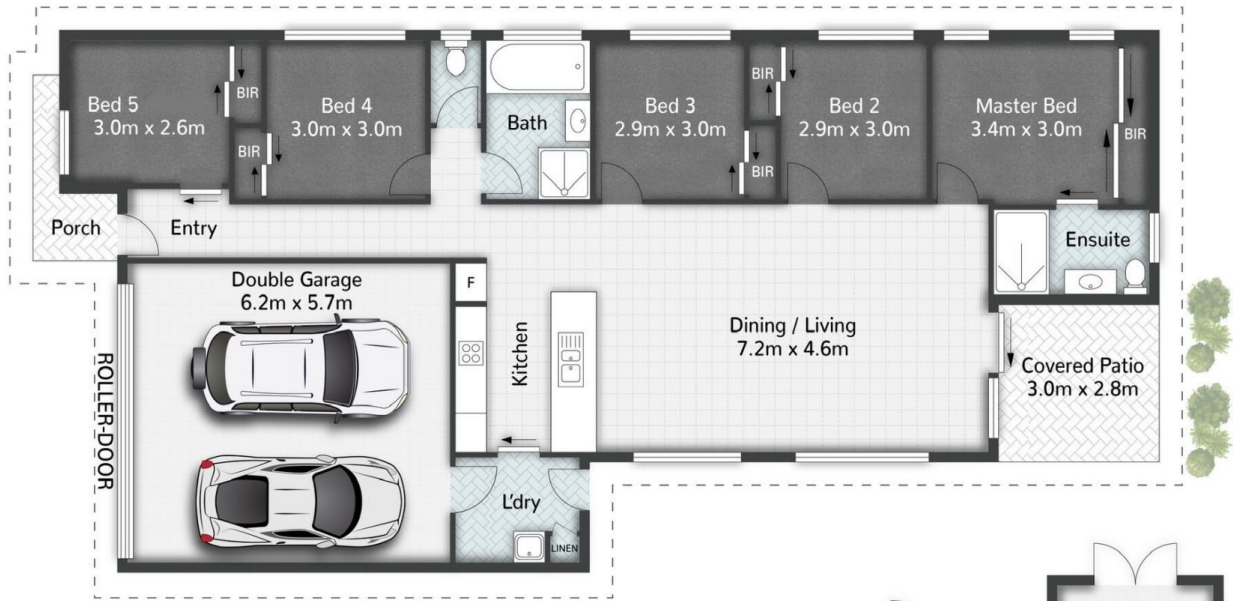 Bed 5
3.0m x 2.6m
BIR
BIR
Bed 4
3.0m x 3.0m
Bath
Bed 3
2.9m x 3.0m
BIR
BIR
Bed 2
2.9m x 3.0m
Master Bed
3.4m x 3.0m
BIR
Porch
Entry
Ensuite
Double Garage
6.2m x 5.7m
ROLLER-DOOR
F
Kitchen
Dining / Living
7.2m x 4.6m
Covered Patio
3.0m x 2.8m
L'dry
LINEN